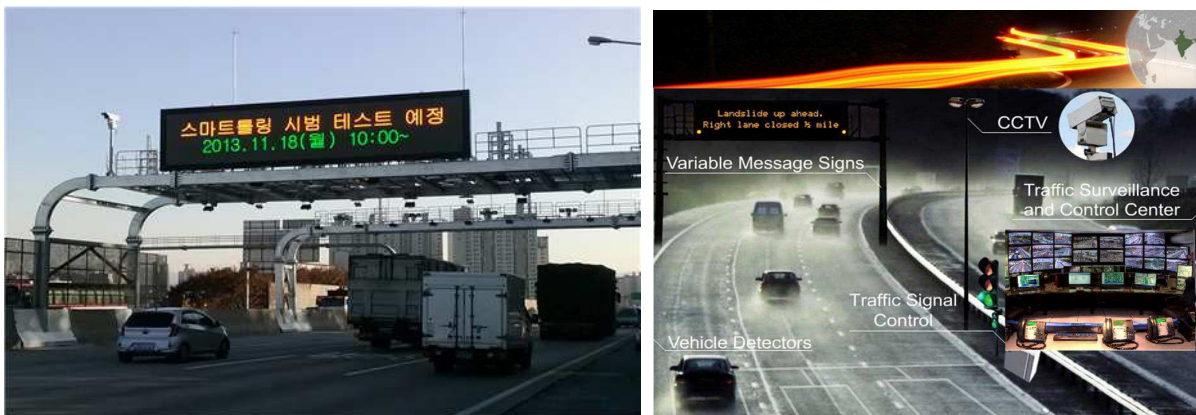 스마트톨링 시범 테스트 예정
2013.11.18(월) 10:00~
Landslide up ahead.
Right lane closed ½ mile
CCTV
Variable Message Signs
Traffic Surveillance
and Control Center
Traffic Signal
Control
Vehicle Detectors